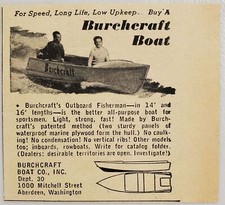 For Speed, Long Life, Low Upkeep.. Buy A
Burchcraft
Boat
Burchcraft
• Burchcraft's Outboard Fisherman—in 14' and
16' lengths—is the better all-purpose boat for
sportsmen. Light, strong, fast! Made by Burch-
craft's patented method (two sturdy panels of
waterproof marine plywood form the hull.) No caulk-
ing! No condensation! No vertical ribs! Other models
too: inboards, rowboats. Write for catalog folder.
(Dealers: desirable territories are open. Investigate!)
BURCHCRAFT
BOAT CO., INC.
Dept. 30
1000 Mitchell Street
Aberdeen, Washington